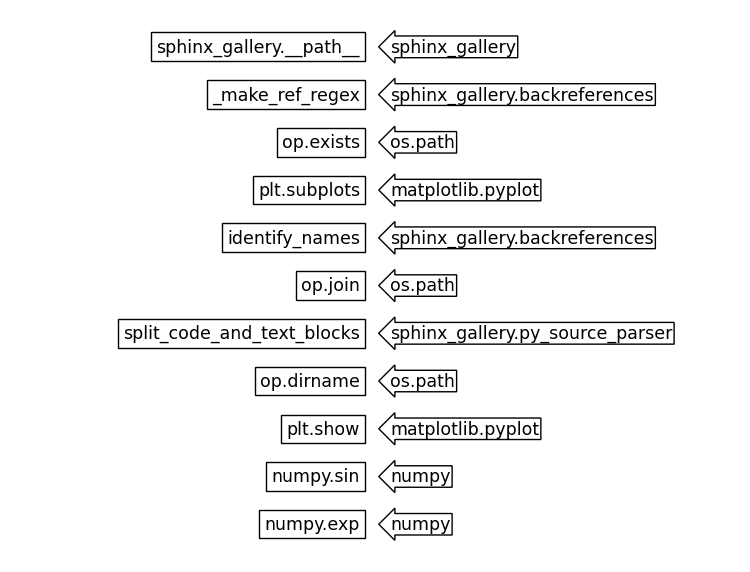 sphinx_gallery.__path__ sphinx_gallery
_make_ref_regex sphinx_gallery.backreferences
op.exists os.path
plt.subplots matplotlib.pyplot
identify_names sphinx_gallery.backreferences
op.join os.path
split_code_and_text_blocks sphinx_gallery.py_source_parser
op.dirname os.path
plt.show matplotlib.pyplot
numpy.sin numpy
numpy.exp numpy